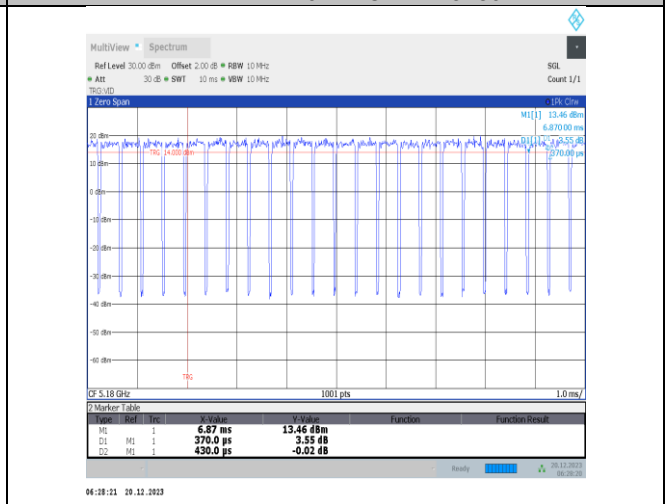 MultiView Spectrum
Ref Level 30.00 dBm Offset 2.00 dB RBW 10 MHz SGL
Att 30 dB SWT 10 ms VBW 10 MHz Count 1/1
TRG:VID
1 Zero Span 1Pk Clrw
M1[1] 13.46 dBm
6.87000 ms
20 dBm
D1[1] 3.55 dB
TRG 14.000 dBm 370.00 µs
10 dBm
0 dBm
-10 dBm
-20 dBm
-30 dBm
-40 dBm
-50 dBm
-60 dBm
TRG
CF 5.18 GHz 1001 pts 1.0 ms/
2 Marker Table
Type Ref Trc X-Value Y-Value Function Function Result
M1 1 6.87 ms 13.46 dBm
D1 M1 1 370.0 µs 3.55 dB
D2 M1 1 430.0 µs -0.02 dB
Ready 20.12.2023
06:28:20
06:28:21 20.12.2023